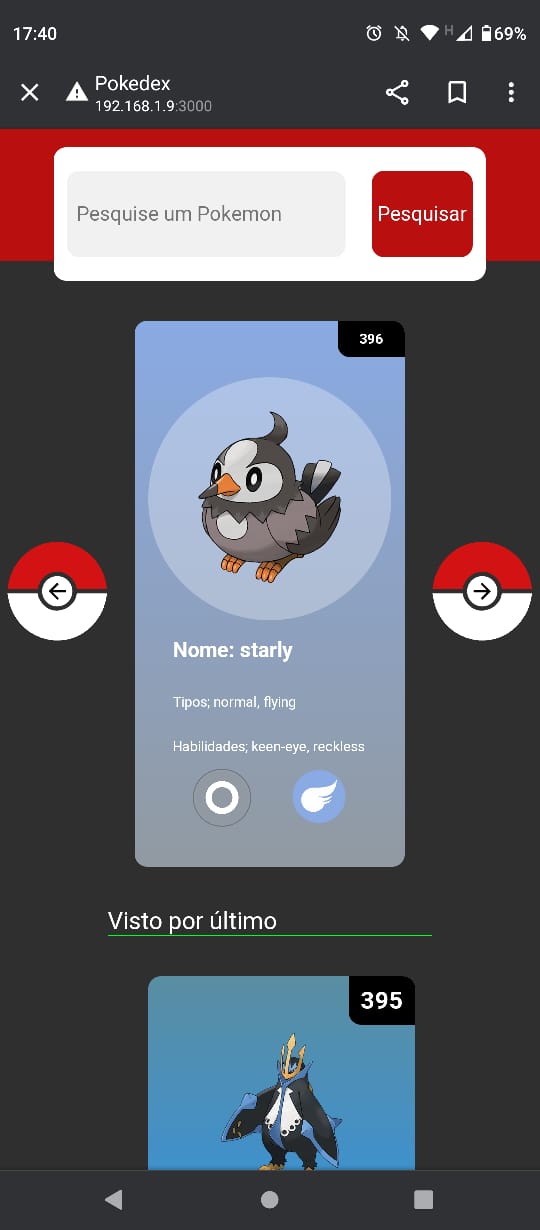 17:40
H
69%
Pokedex
192.168.1.9:3000
Pesquise um Pokemon
Pesquisar
396
Nome: starly
Tipos; normal, flying
Habilidades; keen-eye, reckless
Visto por último
395